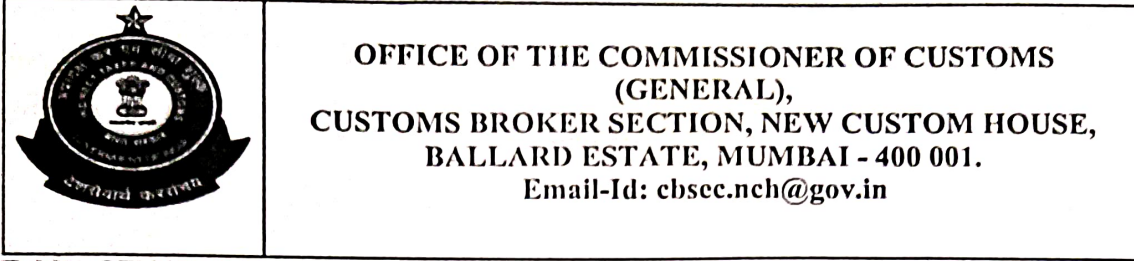 OFFICE OF THE COMMISSIONER OF CUSTOMS
(GENERAL),
CUSTOMS BROKER SECTION, NEW CUSTOM HOUSE,
BALLARD ESTATE, MUMBAI - 400 001.
Email-Id: cbsec.nch@gov.in